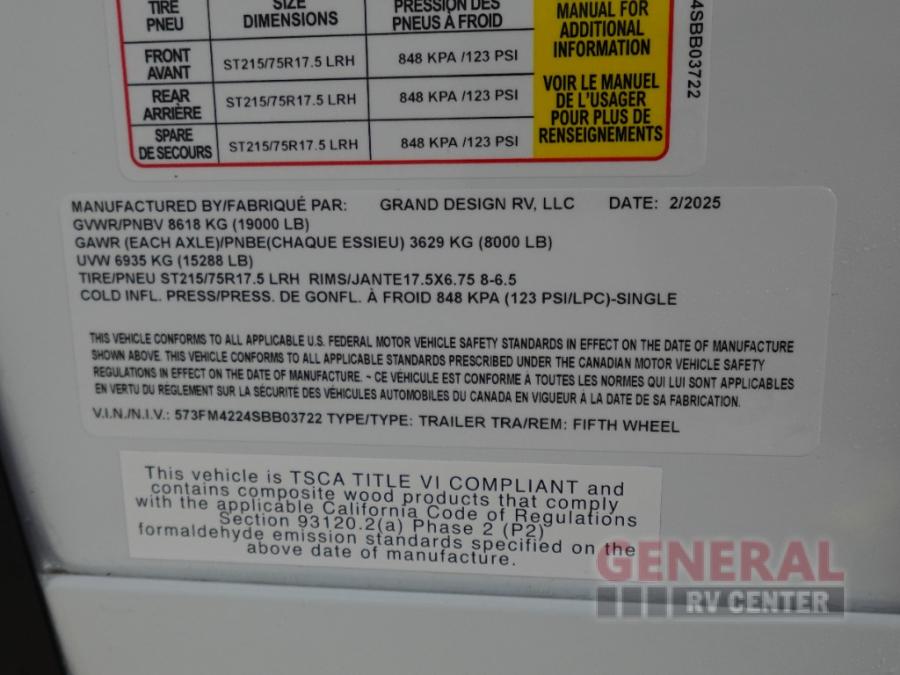 TIRE SIZE PRESSION DES MANUAL FOR
PNEU DIMENSIONS PNEUS À FROID ADDITIONAL
INFORMATION
FRONT ST215/75R17.5 LRH 848 KPA /123 PSI
AVANT
REAR ST215/75R17.5 LRH 848 KPA /123 PSI
ARRIÈRE
SPARE ST215/75R17.5 LRH 848 KPA /123 PSI
DE SECOURS
VOIR LE MANUEL
DE L'USAGER
POUR PLUS DE
RENSEIGNEMENTS
4SBB03722
MANUFACTURED BY/FABRIQUÉ PAR: GRAND DESIGN RV, LLC DATE: 2/2025
GVWR/PNBV 8618 KG (19000 LB)
GAWR (EACH AXLE)/PNBE(CHAQUE ESSIEU) 3629 KG (8000 LB)
UVW 6935 KG (15288 LB)
TIRE/PNEU ST215/75R17.5 LRH RIMS/JANTE17.5X6.75 8-6.5
COLD INFL. PRESS/PRESS. DE GONFL. À FROID 848 KPA (123 PSI/LPC)-SINGLE
THIS VEHICLE CONFORMS TO ALL APPLICABLE U.S. FEDERAL MOTOR VEHICLE SAFETY STANDARDS IN EFFECT ON THE DATE OF MANUFACTURE
SHOWN ABOVE. THIS VEHICLE CONFORMS TO ALL APPLICABLE STANDARDS PRESCRIBED UNDER THE CANADIAN MOTOR VEHICLE SAFETY
REGULATIONS IN EFFECT ON THE DATE OF MANUFACTURE. ~ CE VÉHICULE EST CONFORME À TOUTES LES NORMES QUI LUI SONT APPLICABLES
EN VERTU DU RÈGLEMENT SUR LA SÉCURITÉ DES VÉHICULES AUTOMOBILES DU CANADA EN VIGUEUR À LA DATE DE SA FABRICATION.
V.I.N./N.I.V.: 573FM4224SBB03722 TYPE/TYPE: TRAILER TRA/REM: FIFTH WHEEL
This vehicle is TSCA TITLE VI COMPLIANT and
contains composite wood products that comply
with the applicable California Code of Regulations
Section 93120.2(a) Phase 2 (P2)
formaldehyde emission standards specified on the
above date of manufacture.
GENERAL
RV CENTER